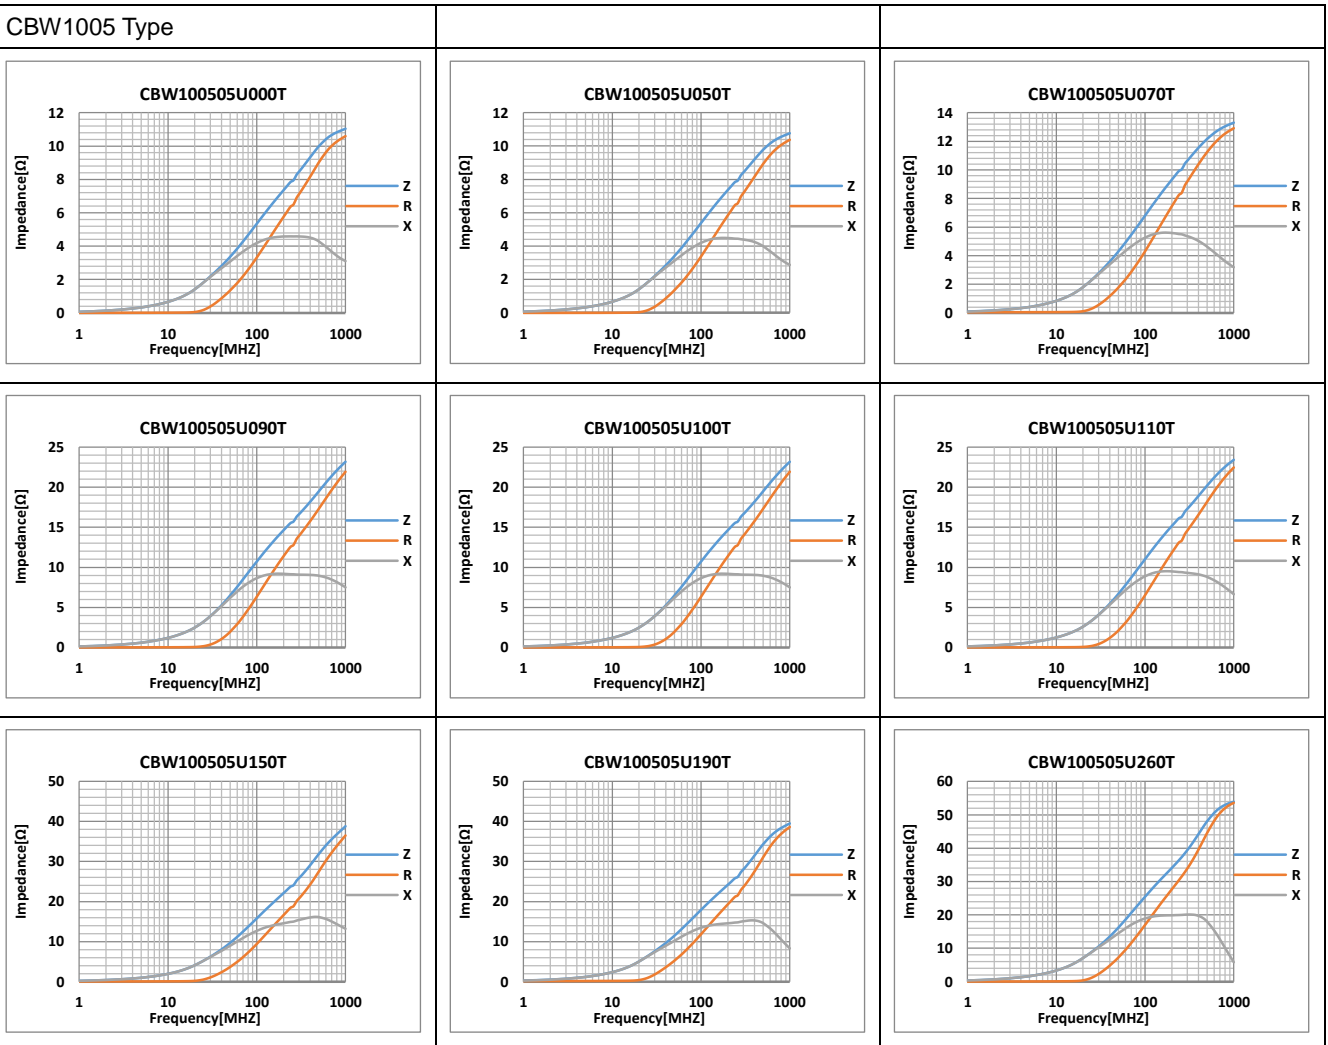 CBW1005 Type
CBW100505U000T
12
10
8
6
4
2
0
Impedance[Ω]
1 10 100 1000
Frequency[MHZ]
Z
R
X
CBW100505U050T
12
10
8
6
4
2
0
Impedance[Ω]
1 10 100 1000
Frequency[MHZ]
Z
R
X
CBW100505U070T
14
12
10
8
6
4
2
0
Impedance[Ω]
1 10 100 1000
Frequency[MHZ]
Z
R
X
CBW100505U090T
25
20
15
10
5
0
Impedance[Ω]
1 10 100 1000
Frequency[MHZ]
Z
R
X
CBW100505U100T
25
20
15
10
5
0
Impedance[Ω]
1 10 100 1000
Frequency[MHZ]
Z
R
X
CBW100505U110T
25
20
15
10
5
0
Impedance[Ω]
1 10 100 1000
Frequency[MHZ]
Z
R
X
CBW100505U150T
50
40
30
20
10
0
Impedance[Ω]
1 10 100 1000
Frequency[MHZ]
Z
R
X
CBW100505U190T
50
40
30
20
10
0
Impedance[Ω]
1 10 100 1000
Frequency[MHZ]
Z
R
X
CBW100505U260T
60
50
40
30
20
10
0
Impedance[Ω]
1 10 100 1000
Frequency[MHZ]
Z
R
X